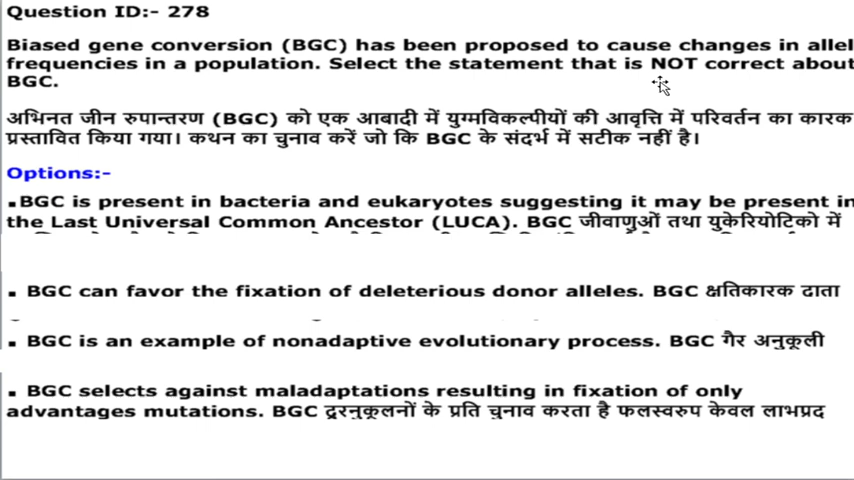 Question ID:- 278
Biased gene conversion (BGC) has been proposed to cause changes in allel
frequencies in a population. Select the statement that is NOT correct about
BGC.
अभिनत जीन रुपान्तरण (BGC) को एक आबादी में युग्मविकल्पीयों की आवृत्ति में परिवर्तन का कारक
प्रस्तावित किया गया। कथन का चुनाव करें जो कि BGC के संदर्भ में सटीक नहीं है।
Options:-
▪BGC is present in bacteria and eukaryotes suggesting it may be present in
the Last Universal Common Ancestor (LUCA). BGC जीवाणुओं तथा युकेरियोटिको में
▪ BGC can favor the fixation of deleterious donor alleles. BGC क्षतिकारक दाता
▪ BGC is an example of nonadaptive evolutionary process. BGC गैर अनुकूली
▪ BGC selects against maladaptations resulting in fixation of only
advantages mutations. BGC दुरनुकूलनों के प्रति चुनाव करता है फलस्वरुप केवल लाभप्रद